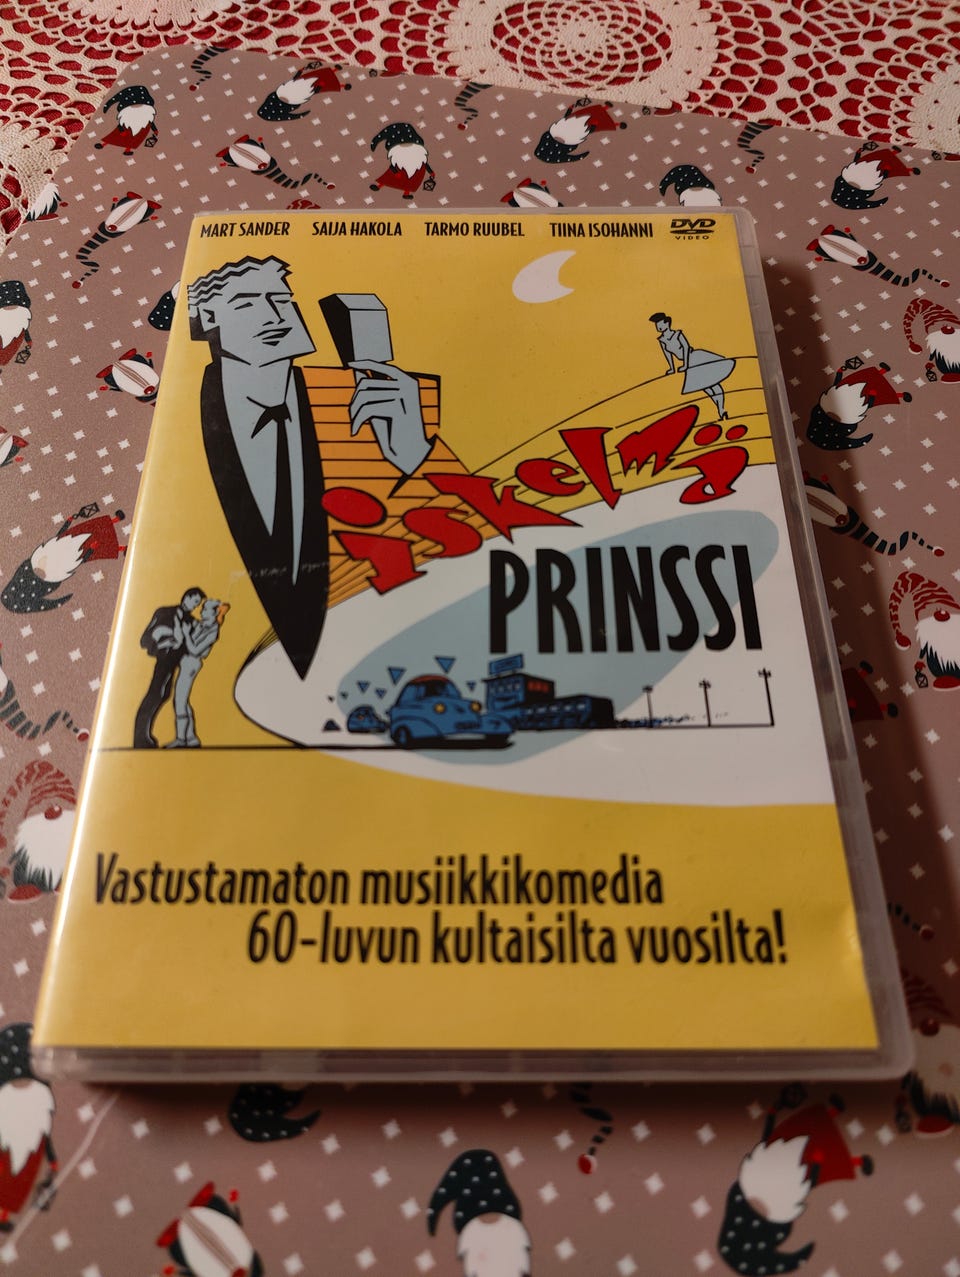 MART SANDER SAIJA HAKOLA TARMO RUUBEL TIINA ISOHANNI DVD
VIDEO
iskelmä
PRINSSI
Vastustamaton musiikkikomedia
60-luvun kultaisilta vuosilta!